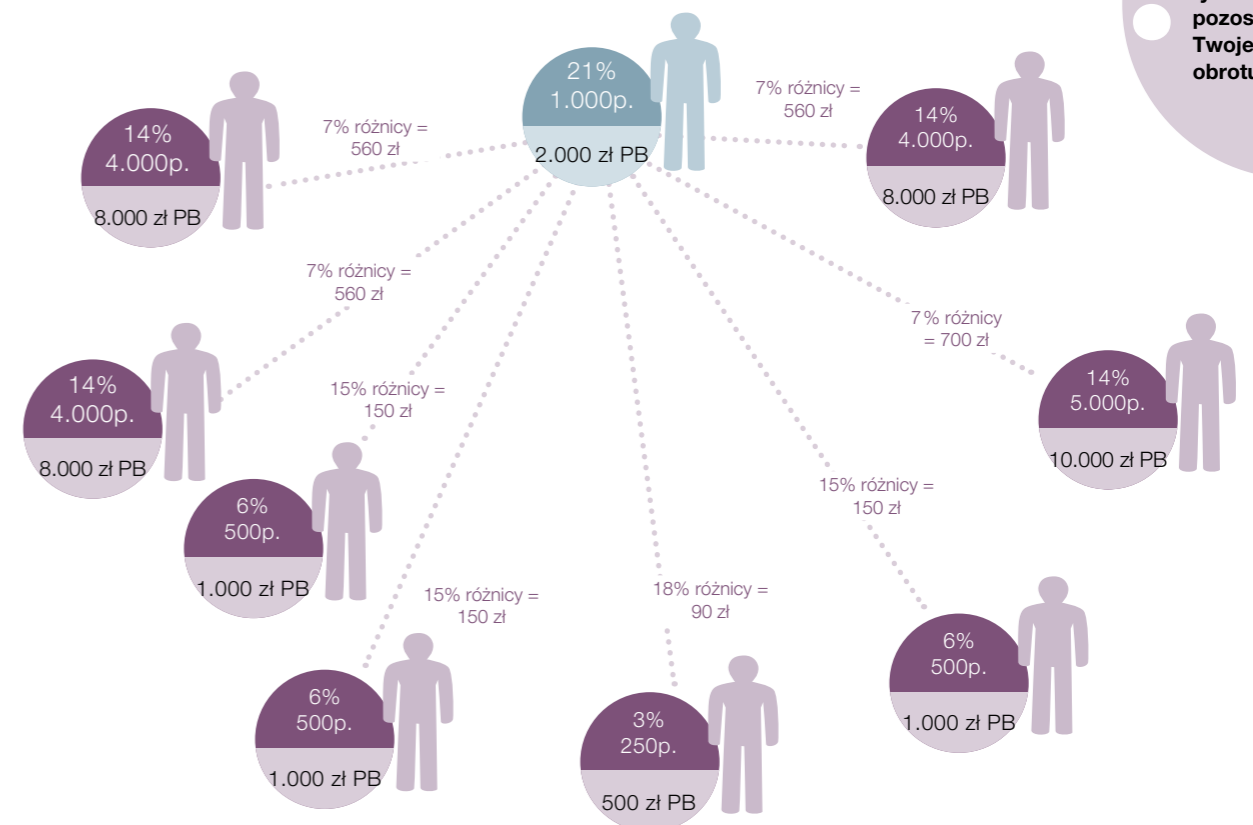 pozos
Twoje
obrotu
21%
1.000p.
2.000 zł PB
14%
4.000p.
8.000 zł PB
7% różnicy =
560 zł
7% różnicy =
560 zł
14%
4.000p.
8.000 zł PB
7% różnicy =
560 zł
14%
4.000p.
8.000 zł PB
7% różnicy
= 700 zł
14%
5.000p.
10.000 zł PB
15% różnicy =
150 zł
6%
500p.
1.000 zł PB
15% różnicy =
150 zł
6%
500p.
1.000 zł PB
18% różnicy =
90 zł
3%
250p.
500 zł PB
15% różnicy =
150 zł
6%
500p.
1.000 zł PB